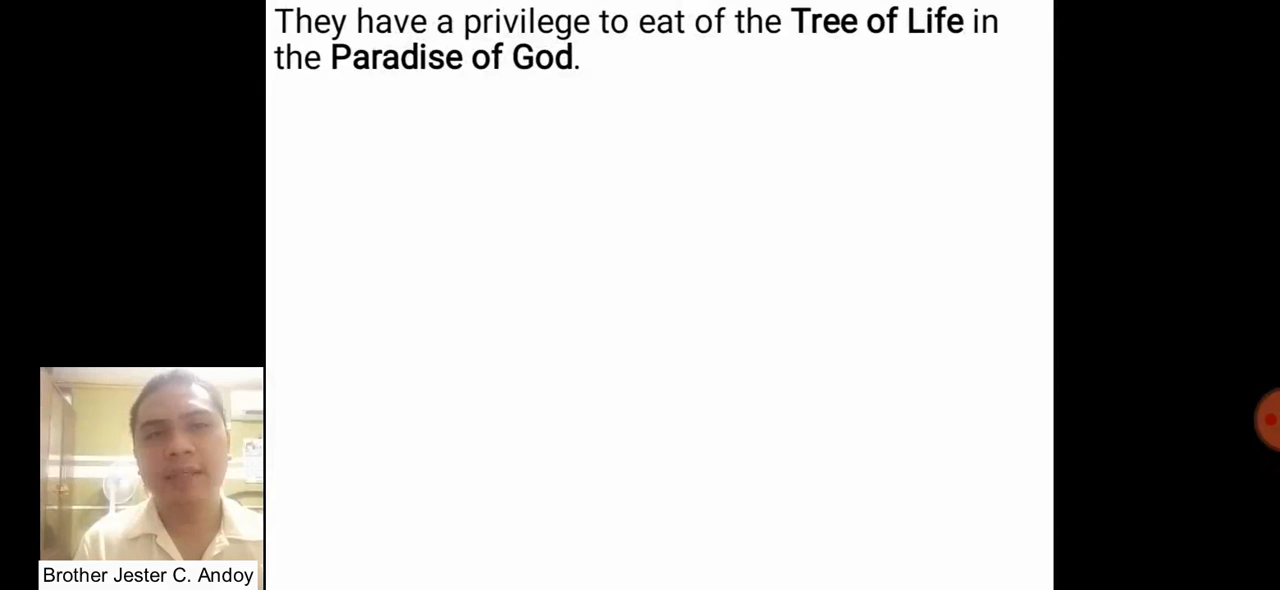 They have a privilege to eat of the Tree of Life in
the Paradise of God.
Brother Jester C. Andoy